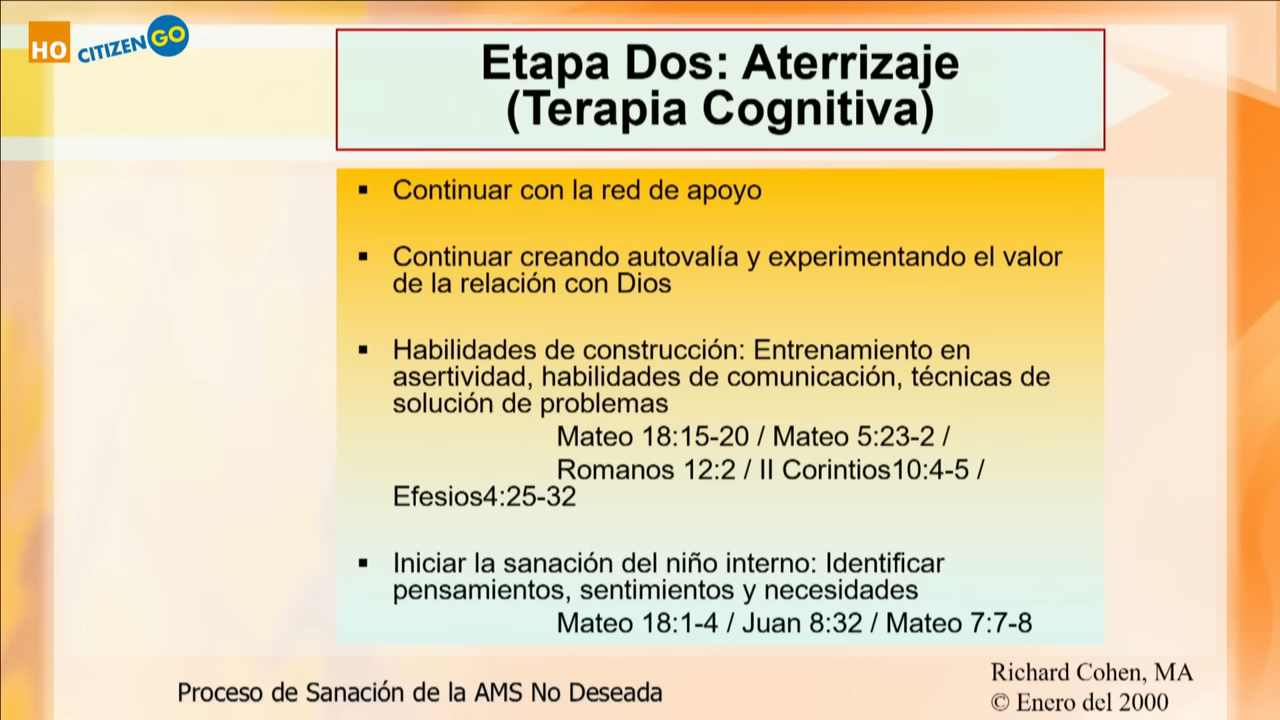 HO CITIZENGO
Etapa Dos: Aterrizaje
(Terapia Cognitiva)
▪ Continuar con la red de apoyo
▪ Continuar creando autovalía y experimentando el valor
de la relación con Dios
▪ Habilidades de construcción: Entrenamiento en
asertividad, habilidades de comunicación, técnicas de
solución de problemas
Mateo 18:15-20 / Mateo 5:23-2 /
Romanos 12:2 / II Corintios10:4-5 /
Efesios4:25-32
▪ Iniciar la sanación del niño interno: Identificar
pensamientos, sentimientos y necesidades
Mateo 18:1-4 / Juan 8:32 / Mateo 7:7-8
Proceso de Sanación de la AMS No Deseada
Richard Cohen, MA
© Enero del 2000